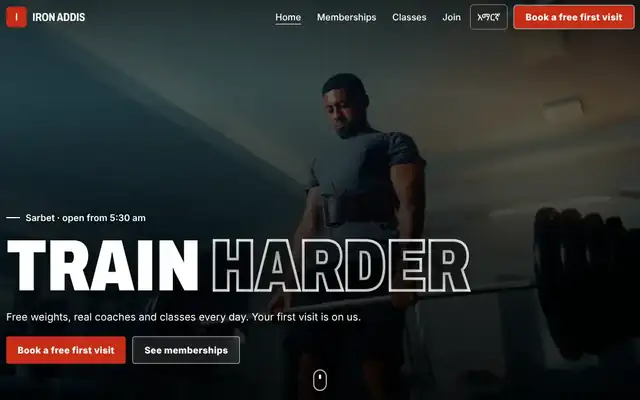 I IRON ADDIS
Home Memberships Classes Join አማርኛ Book a free first visit
Sarbet · open from 5:30 am
TRAIN HARDER
Free weights, real coaches and classes every day. Your first visit is on us.
Book a free first visit See memberships